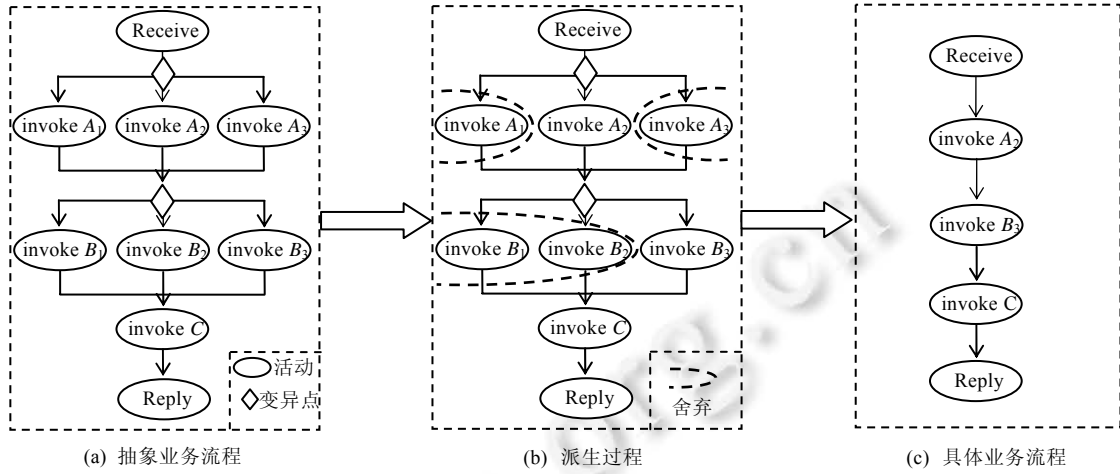 Receive
invoke A₁
invoke A₂
invoke A₃
invoke B₁
invoke B₂
invoke B₃
invoke C
Reply
活动
变异点
(a) 抽象业务流程
Receive
invoke A₁
invoke A₂
invoke A₃
invoke B₁
invoke B₂
invoke B₃
invoke C
Reply
舍弃
(b) 派生过程
Receive
invoke A₂
invoke B₃
invoke C
Reply
(c) 具体业务流程
org.cn